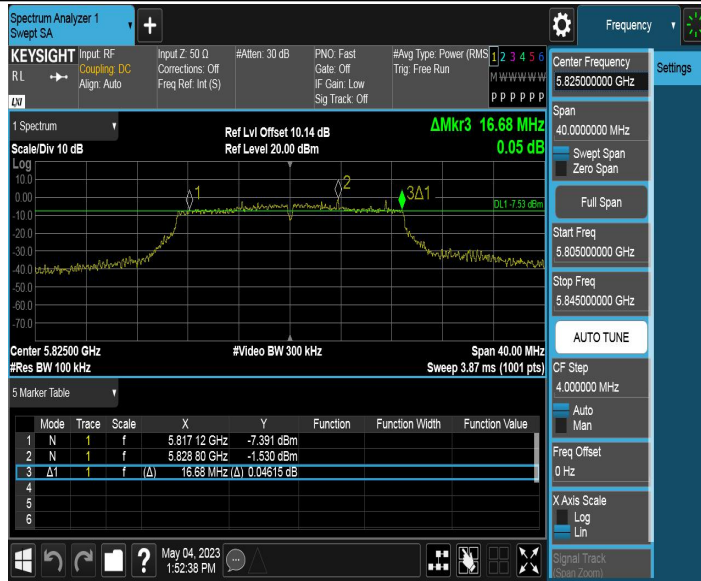 Spectrum Analyzer 1
Swept SA
+
Frequency
KEYSIGHT
RL
LXI
Input: RF
Coupling: DC
Align: Auto
Input Z: 50 Ω
Corrections: Off
Freq Ref: Int (S)
#Atten: 30 dB
PNO: Fast
Gate: Off
IF Gain: Low
Sig Track: Off
#Avg Type: Power (RMS
Trig: Free Run
1 2 3 4 5 6
M W W W W W
P P P P P P
Center Frequency
5.825000000 GHz
Settings
Span
40.0000000 MHz
Swept Span
Zero Span
Full Span
Start Freq
5.805000000 GHz
Stop Freq
5.845000000 GHz
AUTO TUNE
CF Step
4.000000 MHz
Auto
Man
Freq Offset
0 Hz
X Axis Scale
Log
Lin
Signal Track
(Span Zoom)
1 Spectrum
Scale/Div 10 dB
Ref Lvl Offset 10.14 dB
Ref Level 20.00 dBm
ΔMkr3 16.68 MHz
0.05 dB
Log
10.0
0.00
-10.0
-20.0
-30.0
-40.0
-50.0
-60.0
-70.0
1
2
3Δ1
DL1 -7.53 dBm
Center 5.82500 GHz
#Video BW 300 kHz
Span 40.00 MHz
#Res BW 100 kHz
Sweep 3.87 ms (1001 pts)
5 Marker Table
Mode Trace Scale X Y Function Function Width Function Value
1 N 1 f 5.817 12 GHz -7.391 dBm
2 N 1 f 5.828 80 GHz -1.530 dBm
3 Δ1 1 f (Δ) 16.68 MHz (Δ) 0.04615 dB
4
5
6
?
May 04, 2023
1:52:38 PM